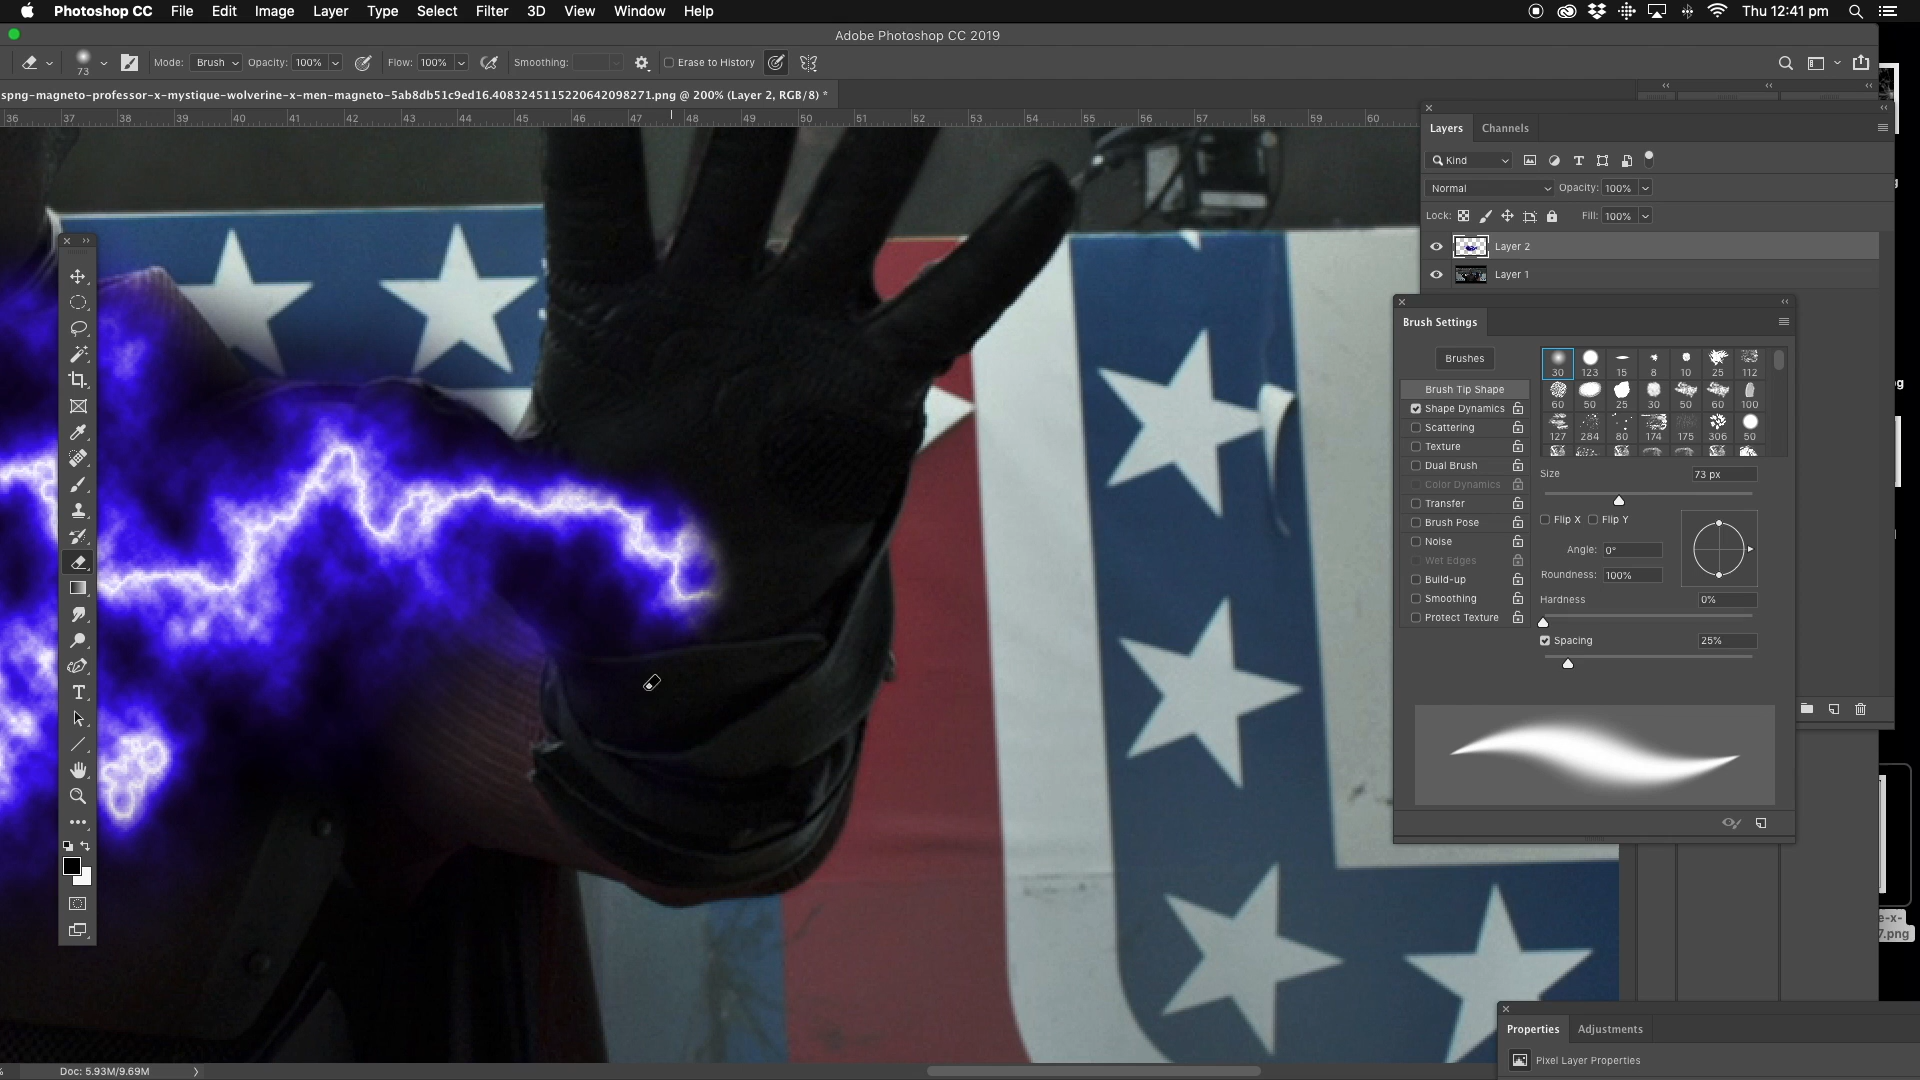 Photoshop CC File Edit Image Layer Type Select Filter 3D View Window Help Thu 12:41 pm
Adobe Photoshop CC 2019
73 Mode: Brush Opacity: 100% Flow: 100% Smoothing: Erase to History
spng-magneto-professor-x-mystique-wolverine-x-men-magneto-5ab8db51c9ed16.4083245115220642098271.png @ 200% (Layer 2, RGB/8) *
36 37 38 39 40 41 42 43 44 45 46 47 48 49 50 51 52 53 54 55 56 57 58 59 60
Layers Channels
Kind
Normal Opacity: 100%
Lock: Fill: 100%
Layer 2
Layer 1
Brush Settings
Brushes
Brush Tip Shape
Shape Dynamics
Scattering
Texture
Dual Brush
Color Dynamics
Transfer
Brush Pose
Noise
Wet Edges
Build-up
Smoothing
Protect Texture
30 123 15 8 10 25 112
60 50 25 30 50 60 100
127 284 80 174 175 306 50
Size 73 px
Flip X Flip Y
Angle: 0°
Roundness: 100%
Hardness 0%
Spacing 25%
e-x-
7.png
Properties Adjustments
Pixel Layer Properties
% Doc: 5.93M/9.69M